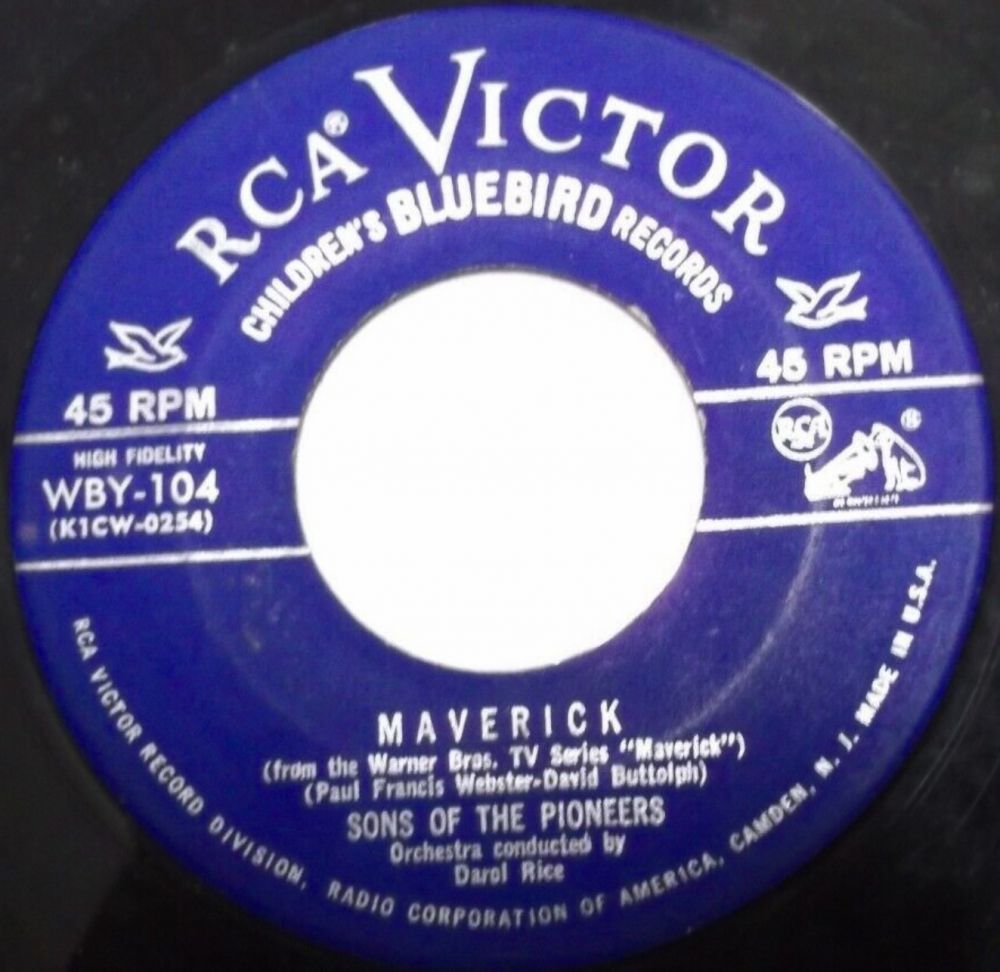 RCA® VICTOR
CHILDREN'S BLUEBIRD RECORDS
45 RPM
45 RPM
HIGH FIDELITY
WBY-104
(K1CW-0254)
RCA
®
MAVERICK
(from the Warner Bros. TV Series "Maverick")
(Paul Francis Webster-David Buttolph)
SONS OF THE PIONEERS
Orchestra conducted by
Darol Rice
RCA VICTOR RECORD DIVISION, RADIO CORPORATION OF AMERICA, CAMDEN, N. J. MADE IN U.S.A.